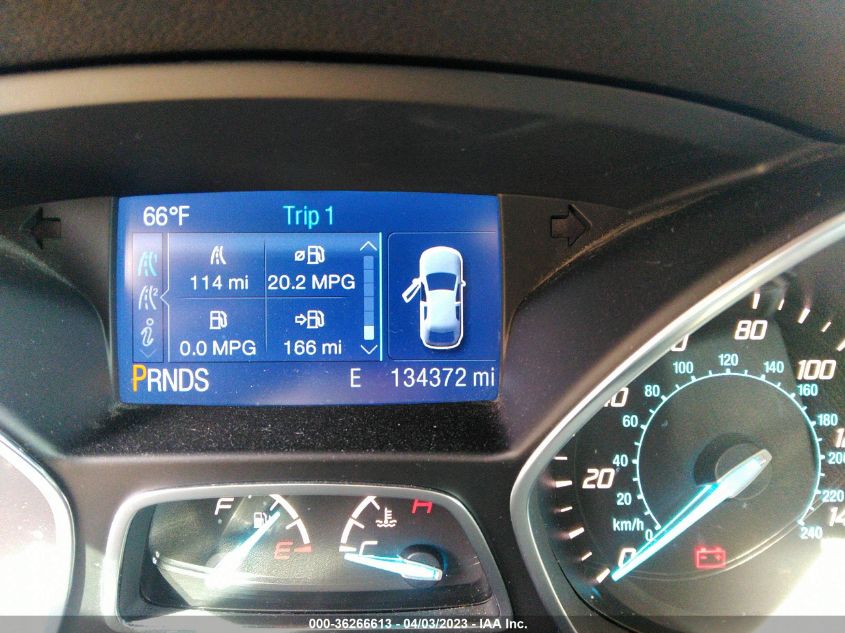 66°F Trip 1
114 mi 20.2 MPG
0.0 MPG 166 mi
PRNDS E 134372 mi
F E
C H
0 20 80 100
km/h 0 20 40 60 80 100 120 140 160 180 200 220 240
000-36266613 - 04/03/2023 - IAA Inc.